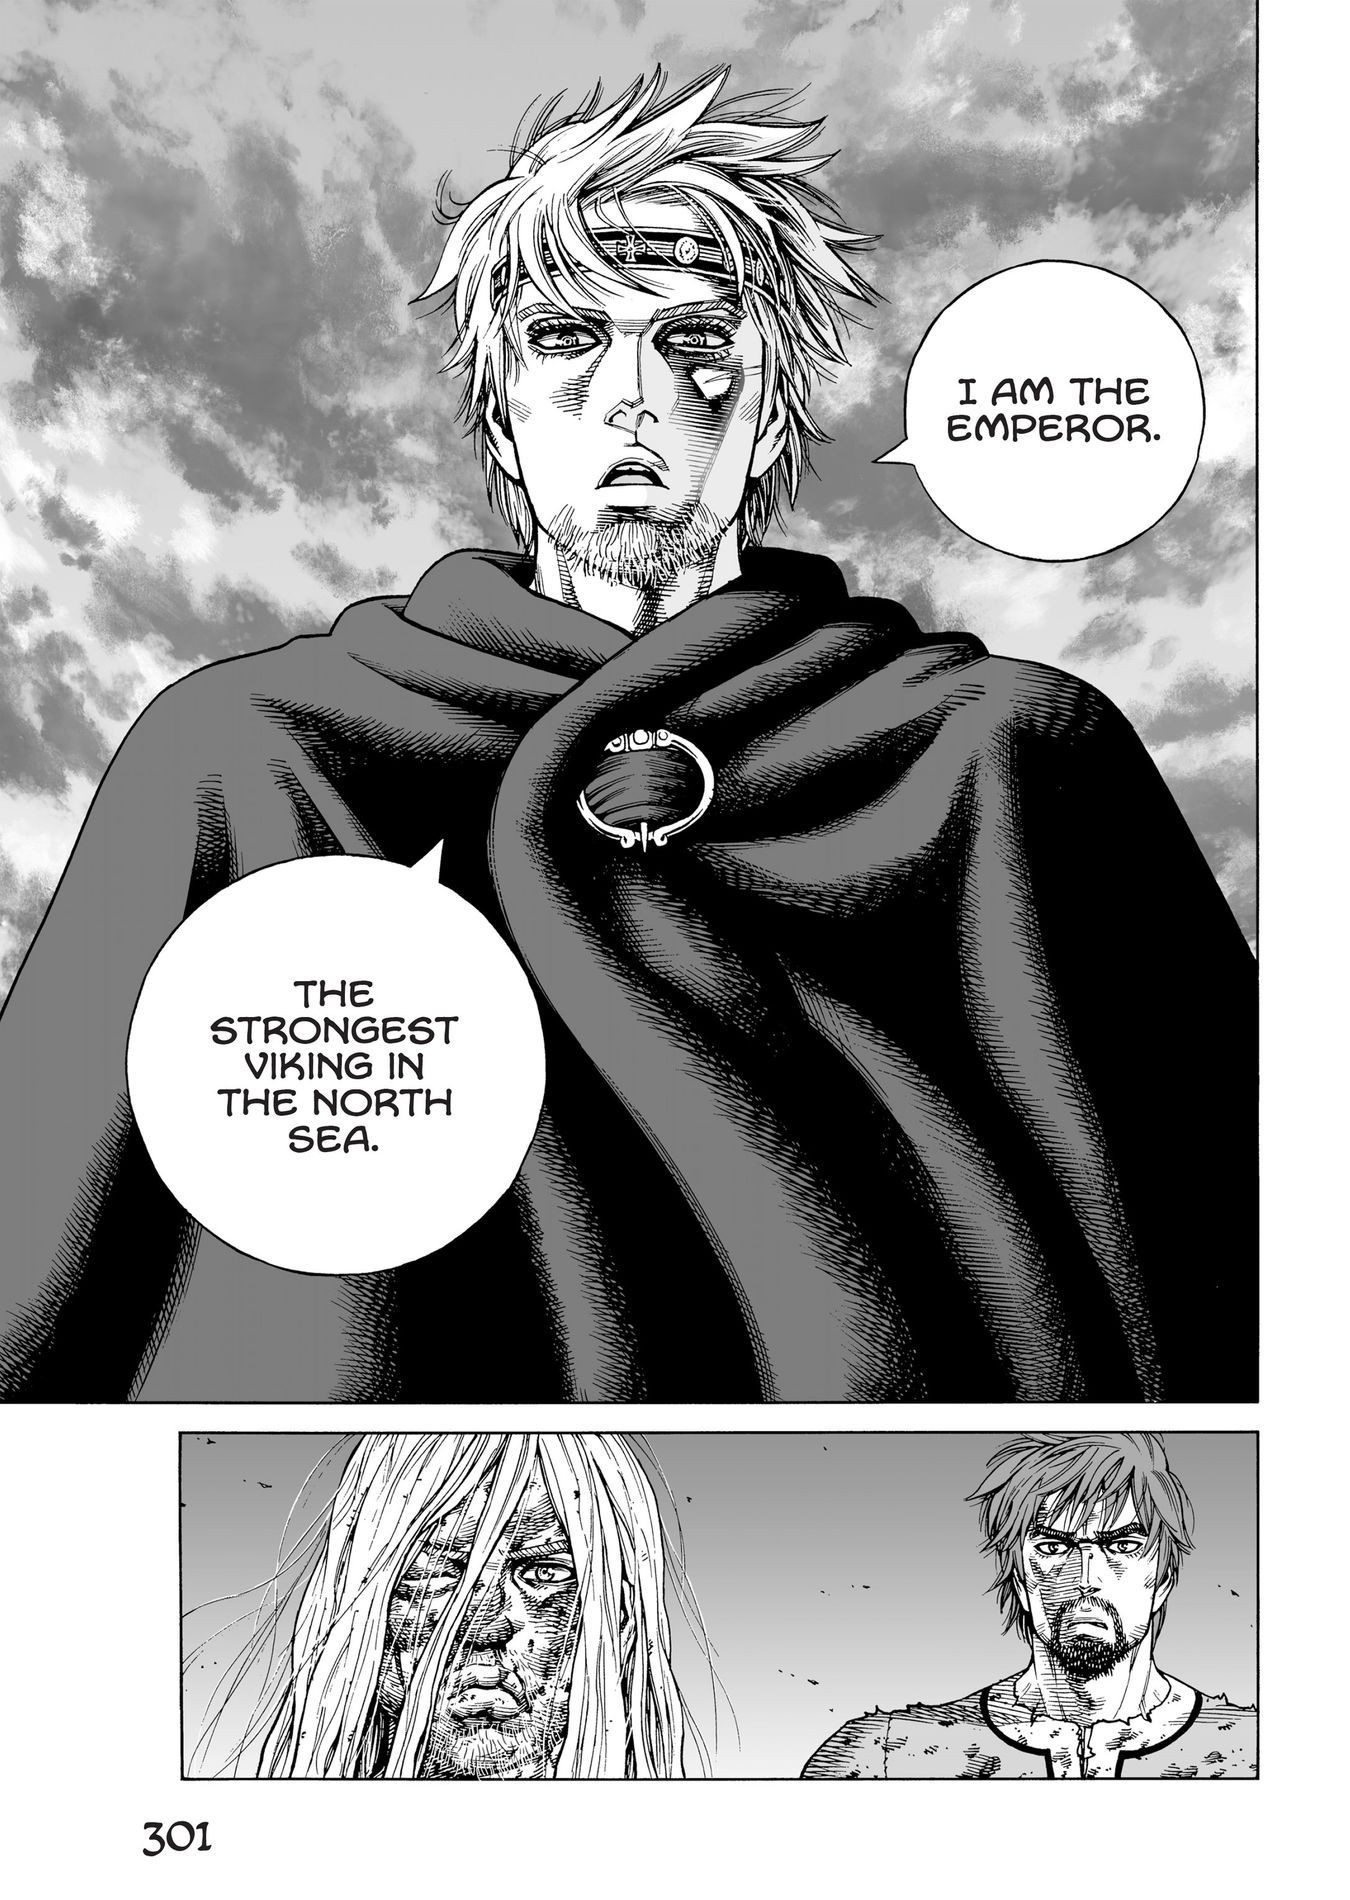 I AM THE
EMPEROR.
THE
STRONGEST
VIKING IN
THE NORTH
SEA.
301